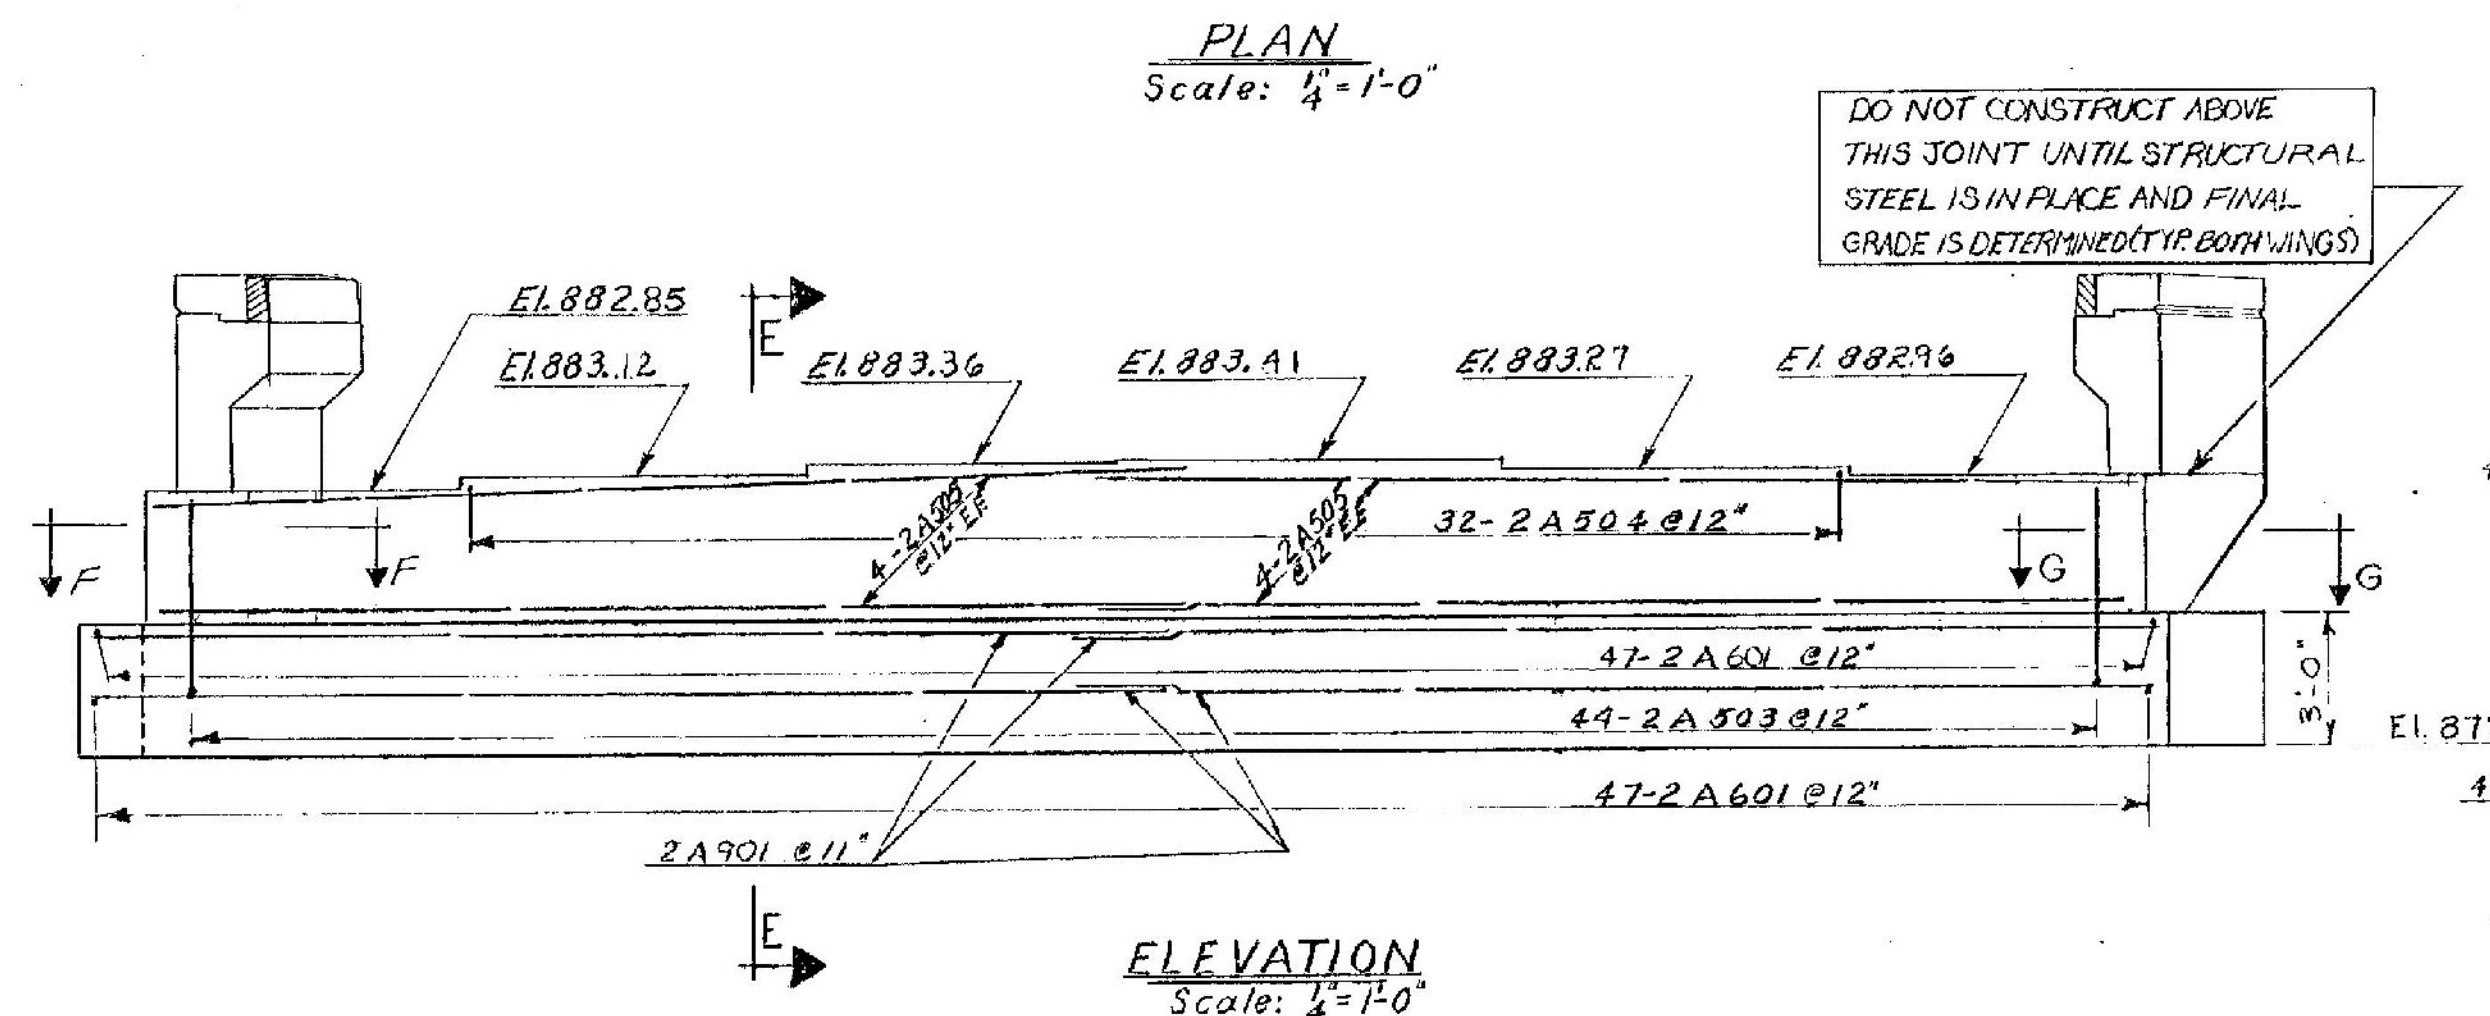 PLAN
Scale: 1/4" = 1'-0"
DO NOT CONSTRUCT ABOVE
THIS JOINT UNTIL STRUCTURAL
STEEL IS IN PLACE AND FINAL
GRADE IS DETERMINED (TYP. BOTH WINGS)
El. 882.85
E
El. 883.12
El. 883.36
El. 883.41
El. 883.27
El. 882.96
4-2A505
@12" E.F.
4-2A505
@12" E.F.
32-2A504 @ 12"
F
F
G
G
47-2A601 @12"
3'-0"
44-2A503 @ 12"
El. 87
47-2A601 @ 12"
4
2A901 @ 11"
E
ELEVATION
Scale: 1/4" = 1'-0"